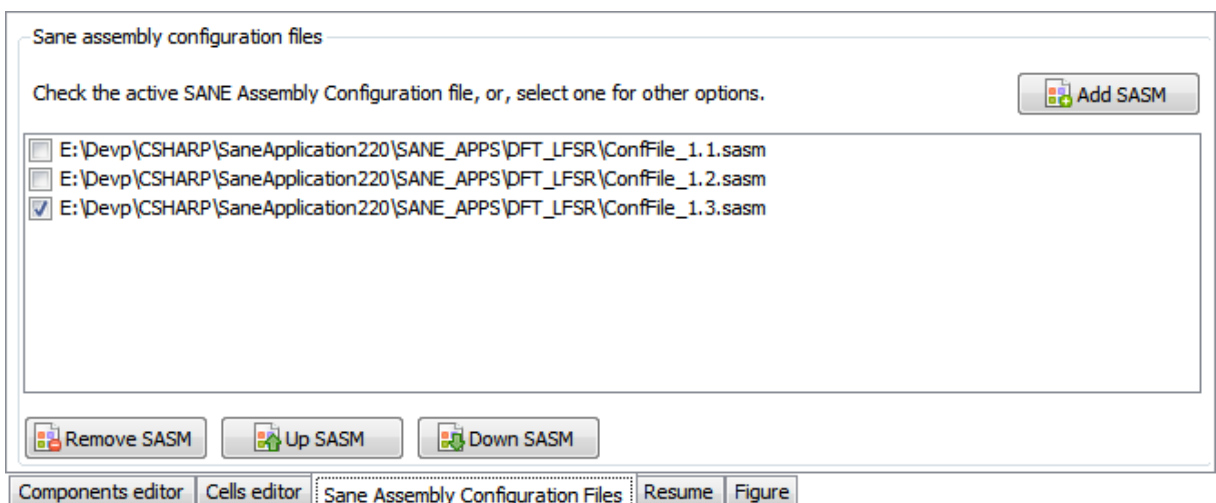 Sane assembly configuration files
Check the active SANE Assembly Configuration file, or, select one for other options.
Add SASM
E:\Devp\CSHARP\SaneApplication220\SANE_APPS\DFT_LFSR\ConfFile_1.1.sasm
E:\Devp\CSHARP\SaneApplication220\SANE_APPS\DFT_LFSR\ConfFile_1.2.sasm
E:\Devp\CSHARP\SaneApplication220\SANE_APPS\DFT_LFSR\ConfFile_1.3.sasm
Remove SASM Up SASM Down SASM
Components editor Cells editor Sane Assembly Configuration Files Resume Figure